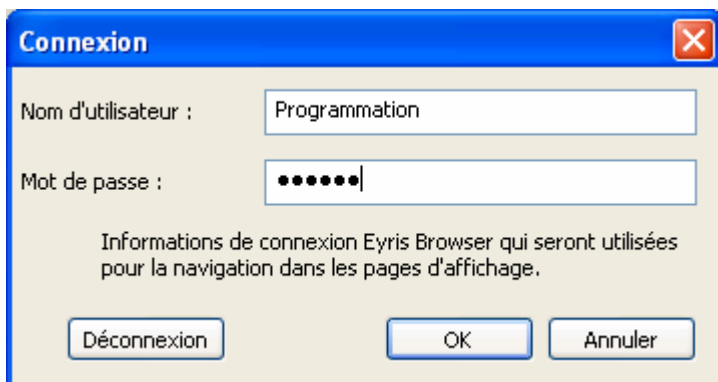 Connexion
Nom d'utilisateur : Programmation
Mot de passe : ●●●●●●
Informations de connexion Eyris Browser qui seront utilisées
pour la navigation dans les pages d'affichage.
Déconnexion OK Annuler